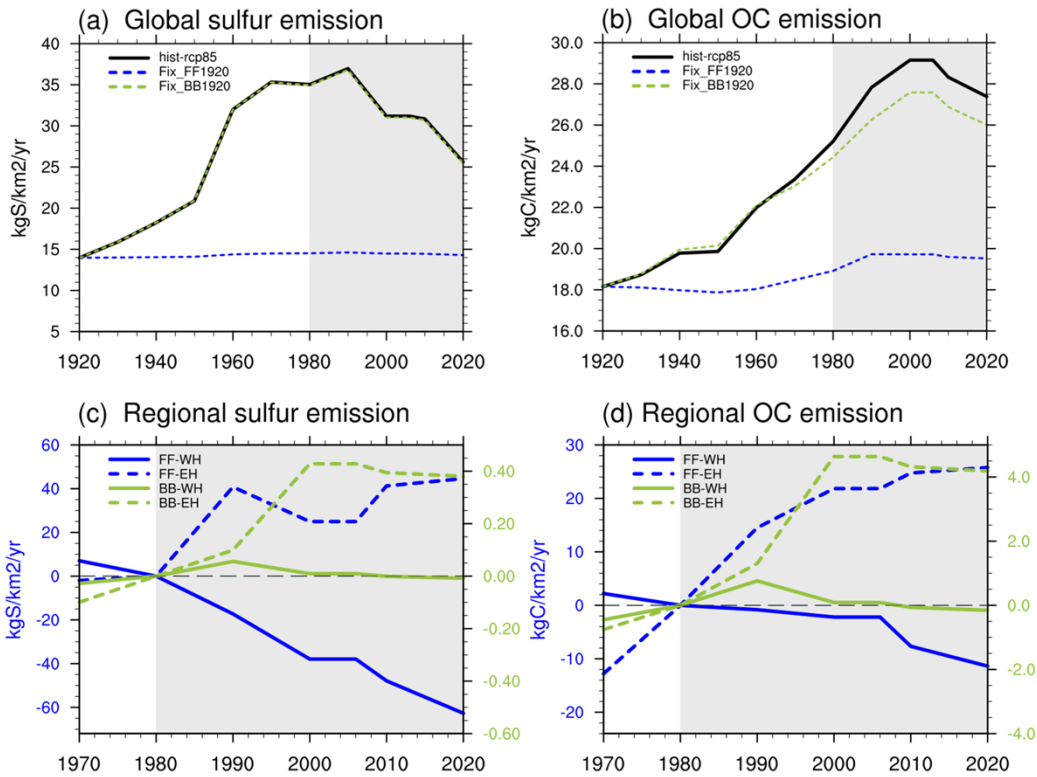 (a) Global sulfur emission
kgS/km2/yr
40
35
30
25
20
15
10
5
hist-rcp85
Fix_FF1920
Fix_BB1920
1920 1940 1960 1980 2000 2020
(b) Global OC emission
kgC/km2/yr
30.0
28.0
26.0
24.0
22.0
20.0
18.0
16.0
hist-rcp85
Fix_FF1920
Fix_BB1920
1920 1940 1960 1980 2000 2020
(c) Regional sulfur emission
kgS/km2/yr
60
40
20
0
-20
-40
-60
FF-WH
FF-EH
BB-WH
BB-EH
0.40
0.20
0.00
-0.20
-0.40
-0.60
1970 1980 1990 2000 2010 2020
(d) Regional OC emission
kgC/km2/yr
30
20
10
0
-10
-20
FF-WH
FF-EH
BB-WH
BB-EH
4.0
2.0
0.0
-2.0
-4.0
1970 1980 1990 2000 2010 2020